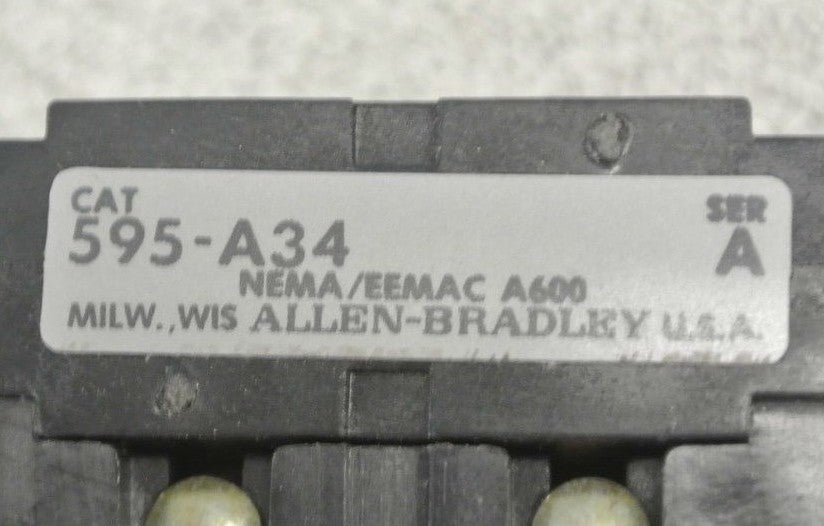 CAT
SER
595-A34
A
NEMA/EEMAC A600
MILW.,WIS ALLEN-BRADLEY U.S.A.